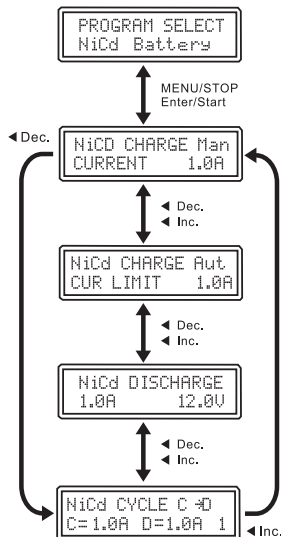 PROGRAM SELECT
NiCd Battery
MENU/STOP
Enter/Start
◀ Dec.
NiCD CHARGE Man
CURRENT 1.0A
◀ Dec.
◀ Inc.
NiCd CHARGE Aut
CUR LIMIT 1.0A
◀ Dec.
◀ Inc.
NiCd DISCHARGE
1.0A 12.0V
◀ Dec.
◀ Inc.
NiCd CYCLE C→D
C=1.0A D=1.0A 1
◀ Inc.